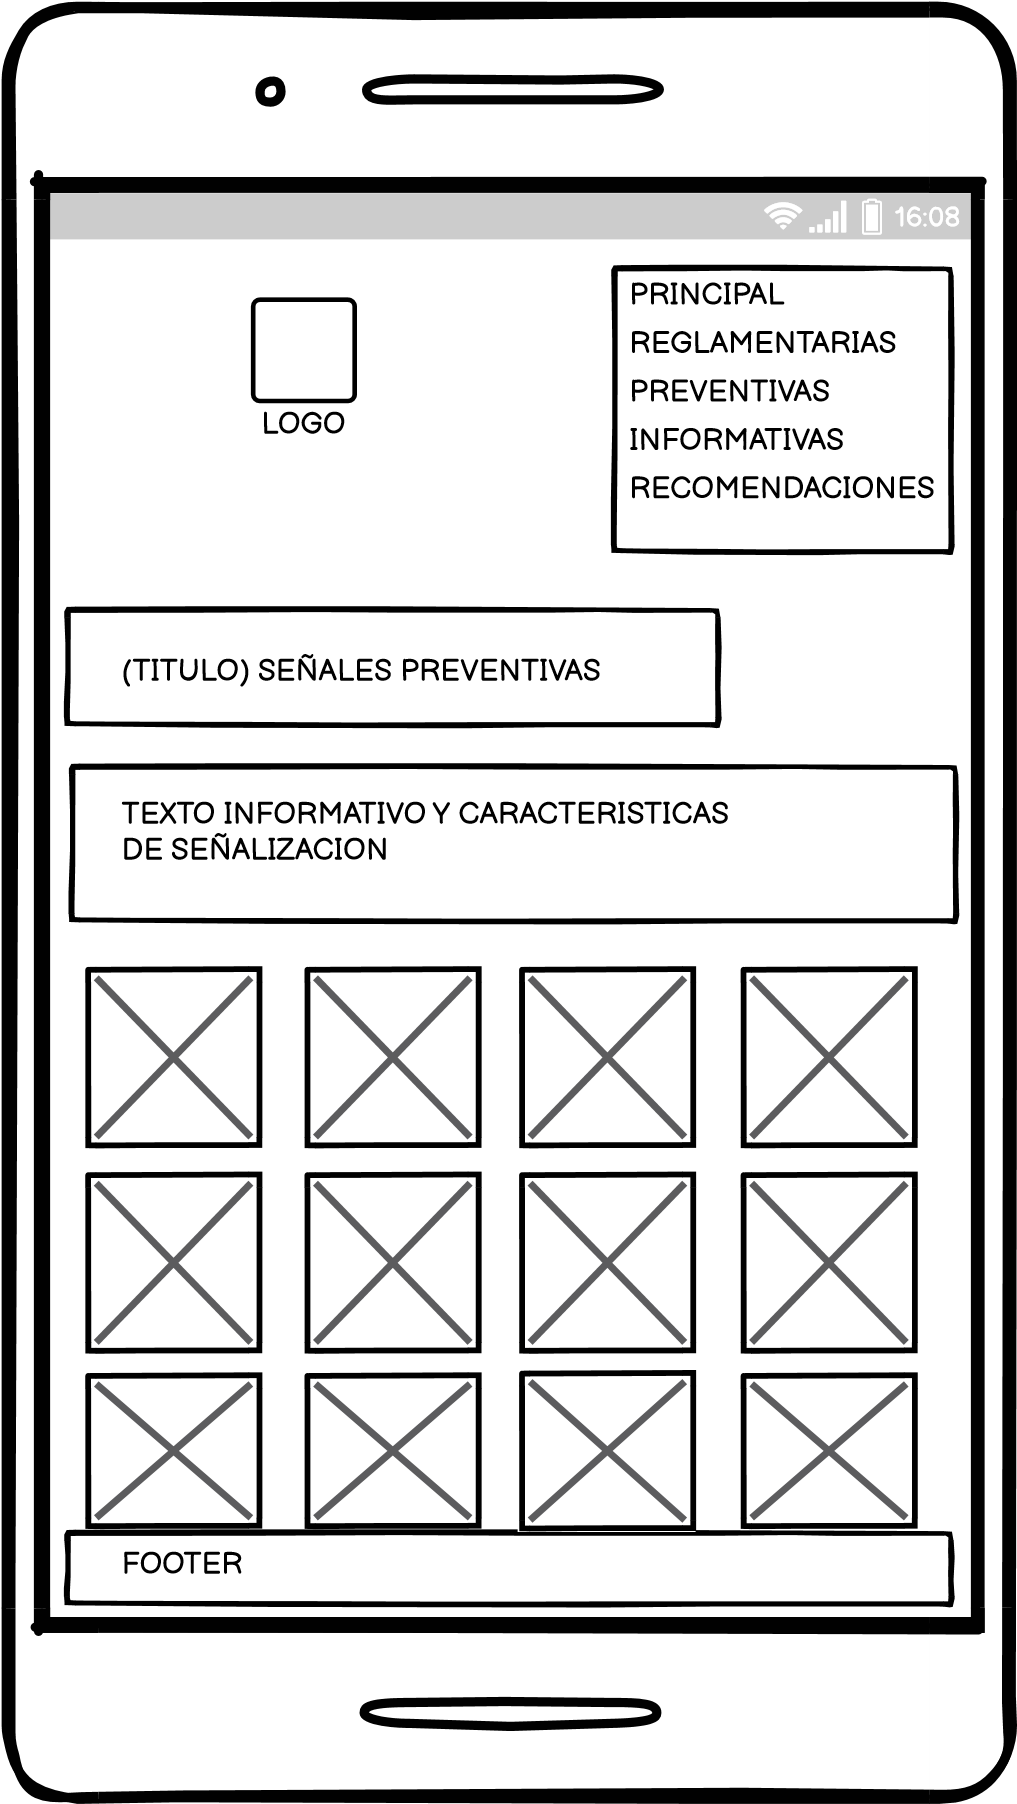 16:08
PRINCIPAL
REGLAMENTARIAS
PREVENTIVAS
INFORMATIVAS
RECOMENDACIONES
LOGO
(TITULO) SEÑALES PREVENTIVAS
TEXTO INFORMATIVO Y CARACTERISTICAS
DE SEÑALIZACION
FOOTER